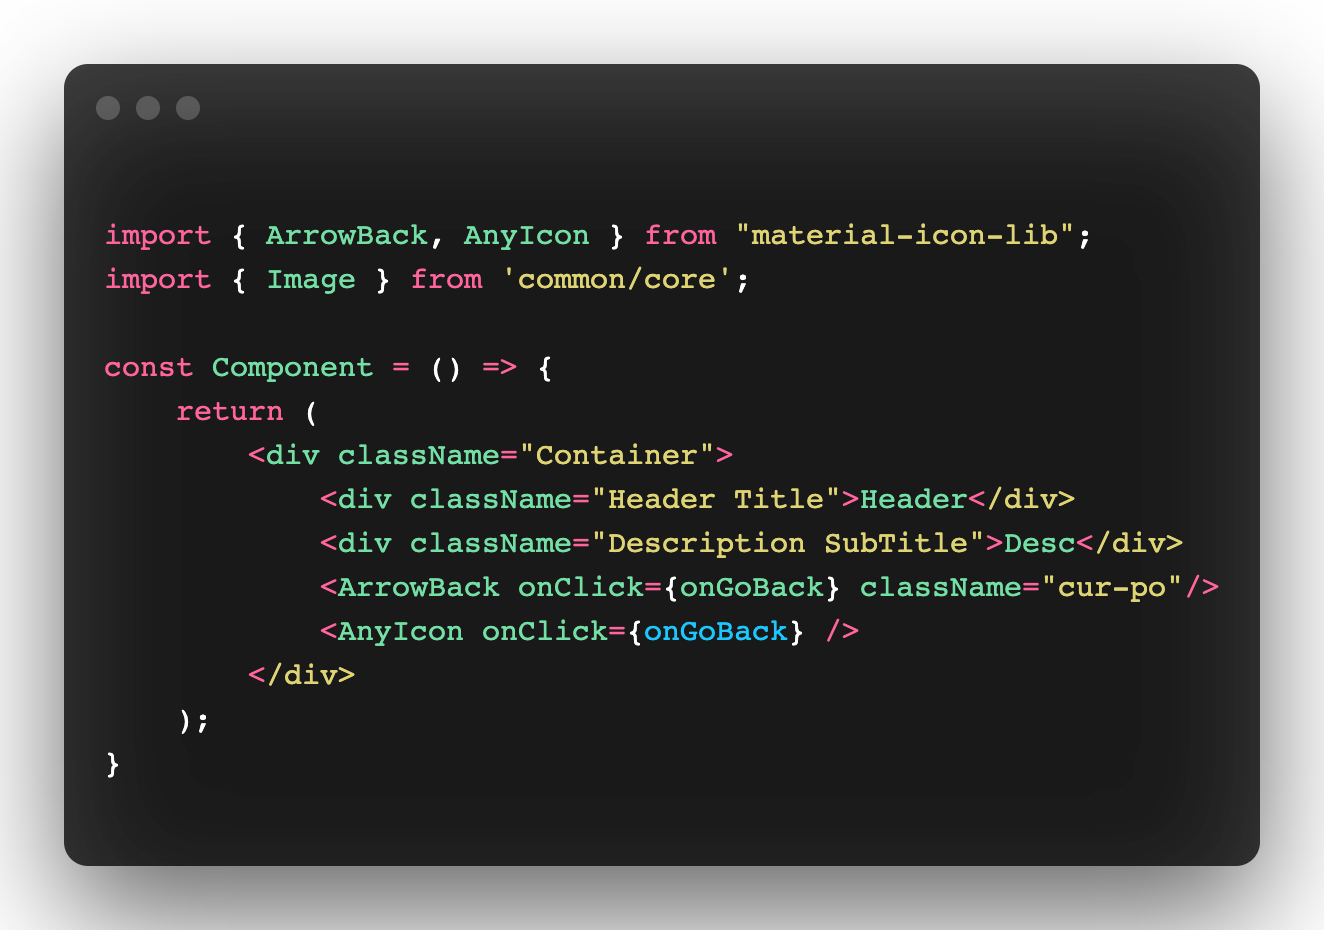 import { ArrowBack, AnyIcon } from "material-icon-lib";
import { Image } from 'common/core';

const Component = () => {
    return (
        <div className="Container">
            <div className="Header Title">Header</div>
            <div className="Description SubTitle">Desc</div>
            <ArrowBack onClick={onGoBack} className="cur-po"/>
            <AnyIcon onClick={onGoBack} />
        </div>
    );
}